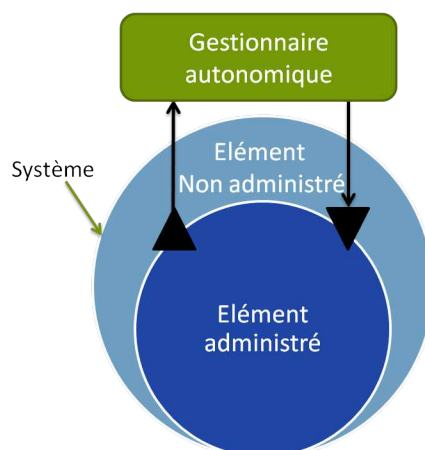 Gestionnaire
autonomique
Elément
Non administré
Système
Elément
administré